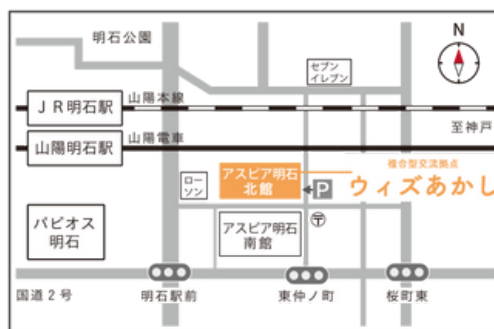 明石公園
N
セブン
イレブン
JR明石駅
山陽本線
至神戸
山陽明石駅
山陽電車
複合型交流拠点
ウィズあかし
アスピア明石
北館
P
ロー
ソン
パピオス
明石
アスピア明石
南館
〒
国道2号
明石駅前
東仲ノ町
桜町東